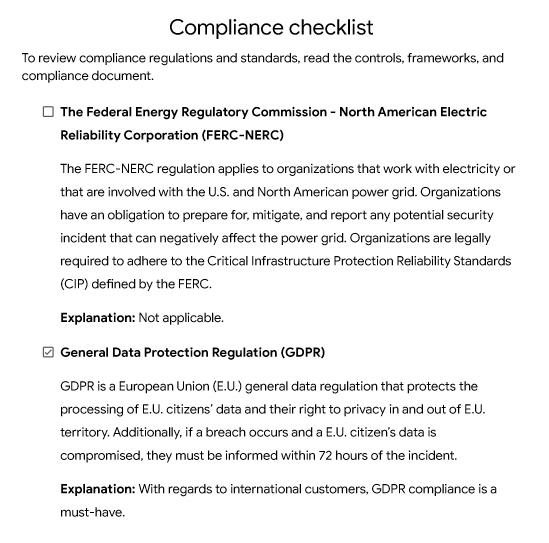 Compliance checklist
To review compliance regulations and standards, read the controls, frameworks, and
compliance document.
The Federal Energy Regulatory Commission - North American Electric
Reliability Corporation (FERC-NERC)
The FERC-NERC regulation applies to organizations that work with electricity or
that are involved with the U.S. and North American power grid. Organizations
have an obligation to prepare for, mitigate, and report any potential security
incident that can negatively affect the power grid. Organizations are legally
required to adhere to the Critical Infrastructure Protection Reliability Standards
(CIP) defined by the FERC.
Explanation: Not applicable.
General Data Protection Regulation (GDPR)
GDPR is a European Union (E.U.) general data regulation that protects the
processing of E.U. citizens’ data and their right to privacy in and out of E.U.
territory. Additionally, if a breach occurs and a E.U. citizen’s data is
compromised, they must be informed within 72 hours of the incident.
Explanation: With regards to international customers, GDPR compliance is a
must-have.